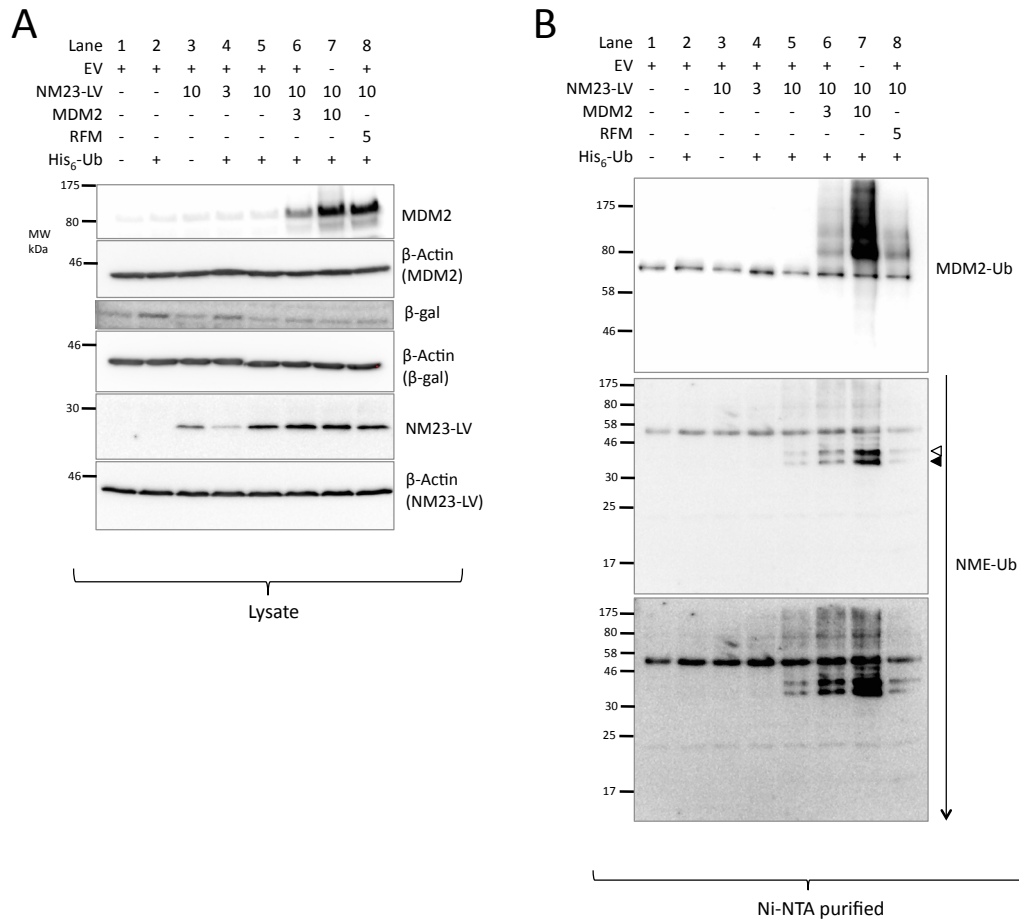 A
Lane 1 2 3 4 5 6 7 8
EV + + + + + + - +
NM23-LV - - 10 3 10 10 10 10
MDM2 - - - - - 3 10 -
RFM - - - - - - - 5
His6-Ub - + - + + + + +
MW
kDa
175
80
MDM2
46
β-Actin
(MDM2)
β-gal
46
β-Actin
(β-gal)
30
NM23-LV
46
β-Actin
(NM23-LV)
Lysate
B
Lane 1 2 3 4 5 6 7 8
EV + + + + + + - +
NM23-LV - - 10 3 10 10 10 10
MDM2 - - - - - 3 10 -
RFM - - - - - - - 5
His6-Ub - + - + + + + +
175
80
58
46
MDM2-Ub
175
80
58
46
30
25
17
NME-Ub
175
80
58
46
30
25
17
Ni-NTA purified